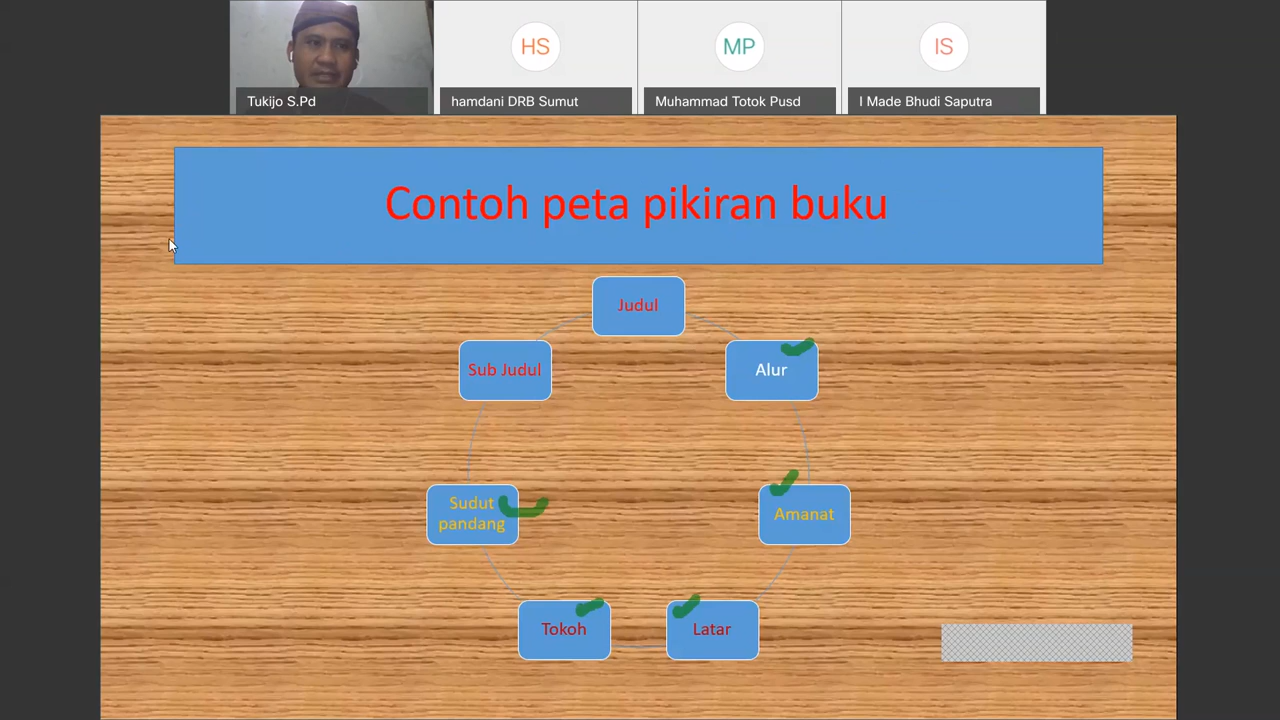 HS
MP
IS
Tukijo S.Pd
hamdani DRB Sumut
Muhammad Totok Pusd
I Made Bhudi Saputra
Contoh peta pikiran buku
Judul
Sub Judul
Alur
Sudut
pandang
Amanat
Tokoh
Latar